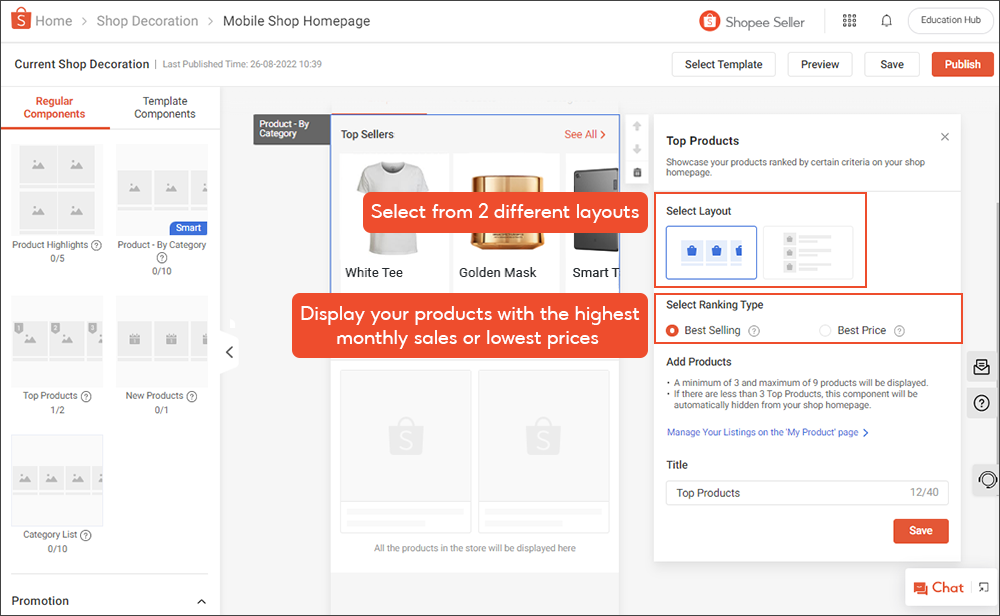 Home > Shop Decoration > Mobile Shop Homepage
Shopee Seller
Education Hub
Current Shop Decoration | Last Published Time: 26-08-2022 10:39
Select Template
Preview
Save
Publish
Regular
Components
Template
Components
Product Highlights ?
0/5
Smart
Product - By Category
?
0/10
1 2 3
Top Products ?
1/2
New Products ?
0/1
Category List ?
0/10
Promotion
Product - By
Category
Top Sellers
See All >
Select from 2 different layouts
White Tee
Golden Mask
Smart T
Display your products with the highest
monthly sales or lowest prices
All the products in the store will be displayed here
Top Products
Showcase your products ranked by certain criteria on your shop
homepage.
Select Layout
Select Ranking Type
Best Selling ?
Best Price ?
Add Products
• A minimum of 3 and maximum of 9 products will be displayed.
• If there are less than 3 Top Products, this component will be
automatically hidden from your shop homepage.
Manage Your Listings on the 'My Product' page >
Title
Top Products 12/40
Save
Chat